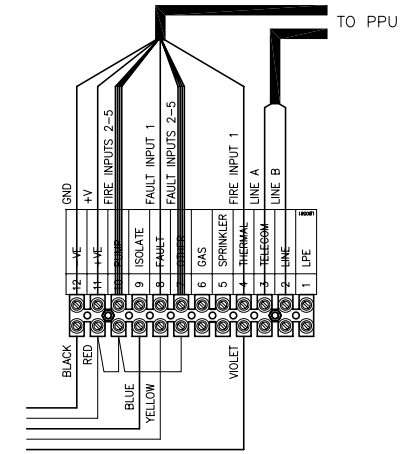 TO PPU
GND
+V
FIRE INPUTS 2-5
FAULT INPUT 1
FAULT INPUTS 2-5
FIRE INPUT 1
LINE A
LINE B
12 -VE
11 +VE
10 PUMP
9 ISOLATE
8 FAULT
7 OTHER
6 GAS
5 SPRINKLER
4 THERMAL
3 TELECOM
2 LINE
1 LPE
BLACK
RED
BLUE
YELLOW
VIOLET